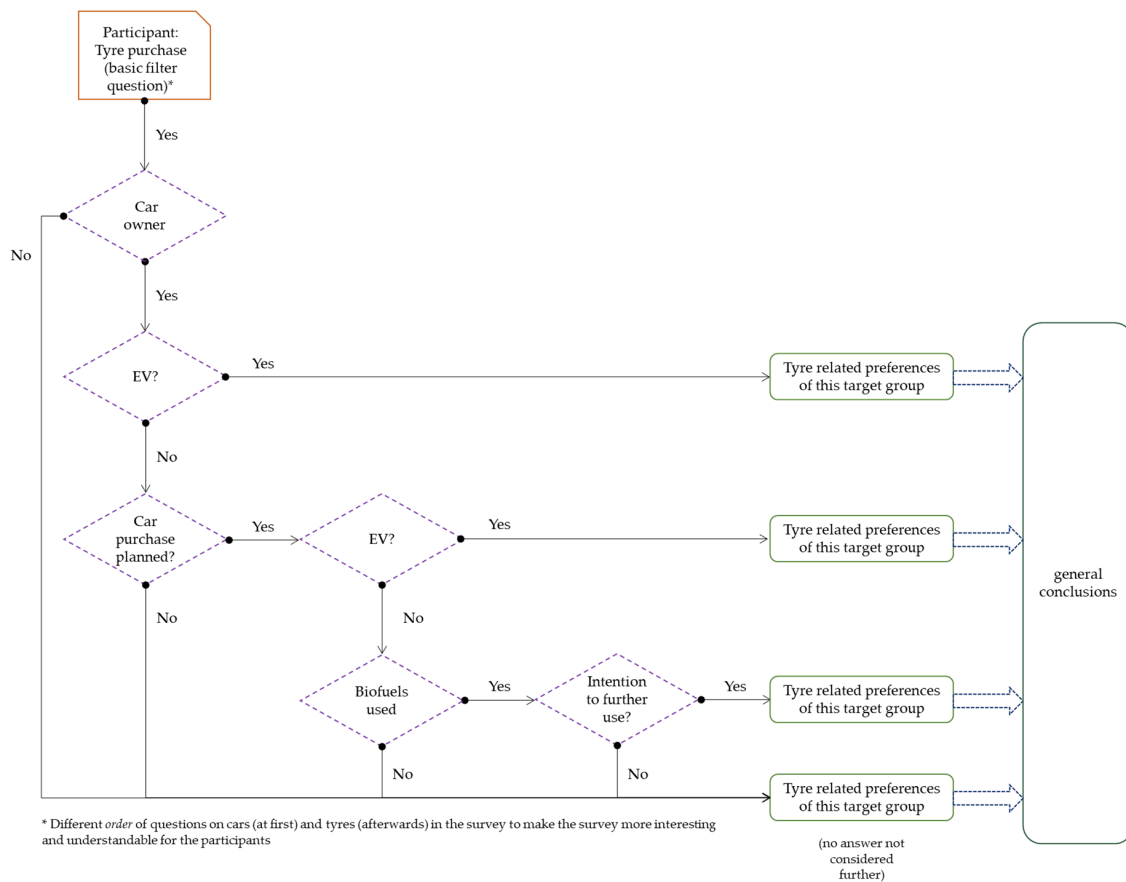 Participant:
Tyre purchase
(basic filter
question)*
Yes
Car
owner
No
Yes
EV?
Yes
Tyre related preferences
of this target group
No
Car
purchase
planned?
Yes
EV?
Yes
Tyre related preferences
of this target group
general
conclusions
No
No
Biofuels
used
Yes
Intention
to further
use?
Yes
Tyre related preferences
of this target group
No
No
Tyre related preferences
of this target group
* Different order of questions on cars (at first) and tyres (afterwards) in the survey to make the survey more interesting
and understandable for the participants
(no answer not
considered
further)